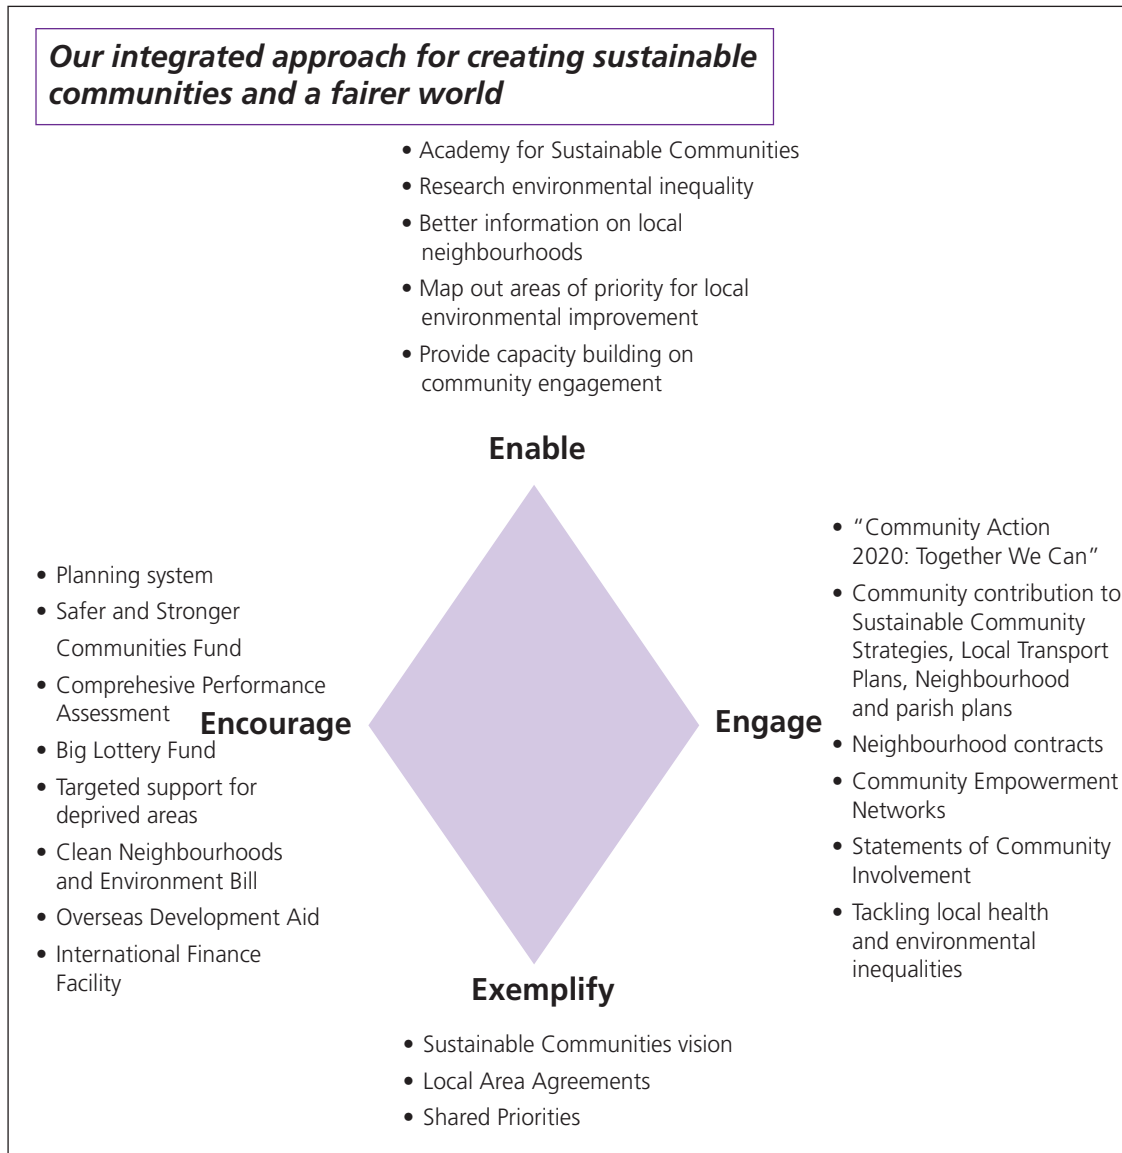 Our integrated approach for creating sustainable
communities and a fairer world
• Academy for Sustainable Communities
• Research environmental inequality
• Better information on local
neighbourhoods
• Map out areas of priority for local
environmental improvement
• Provide capacity building on
community engagement
Enable
• Planning system
• Safer and Stronger
Communities Fund
• Comprehesive Performance
Assessment
• Big Lottery Fund
• Targeted support for
deprived areas
• Clean Neighbourhoods
and Environment Bill
• Overseas Development Aid
• International Finance
Facility
Encourage
Engage
• “Community Action
2020: Together We Can”
• Community contribution to
Sustainable Community
Strategies, Local Transport
Plans, Neighbourhood
and parish plans
• Neighbourhood contracts
• Community Empowerment
Networks
• Statements of Community
Involvement
• Tackling local health
and environmental
inequalities
Exemplify
• Sustainable Communities vision
• Local Area Agreements
• Shared Priorities